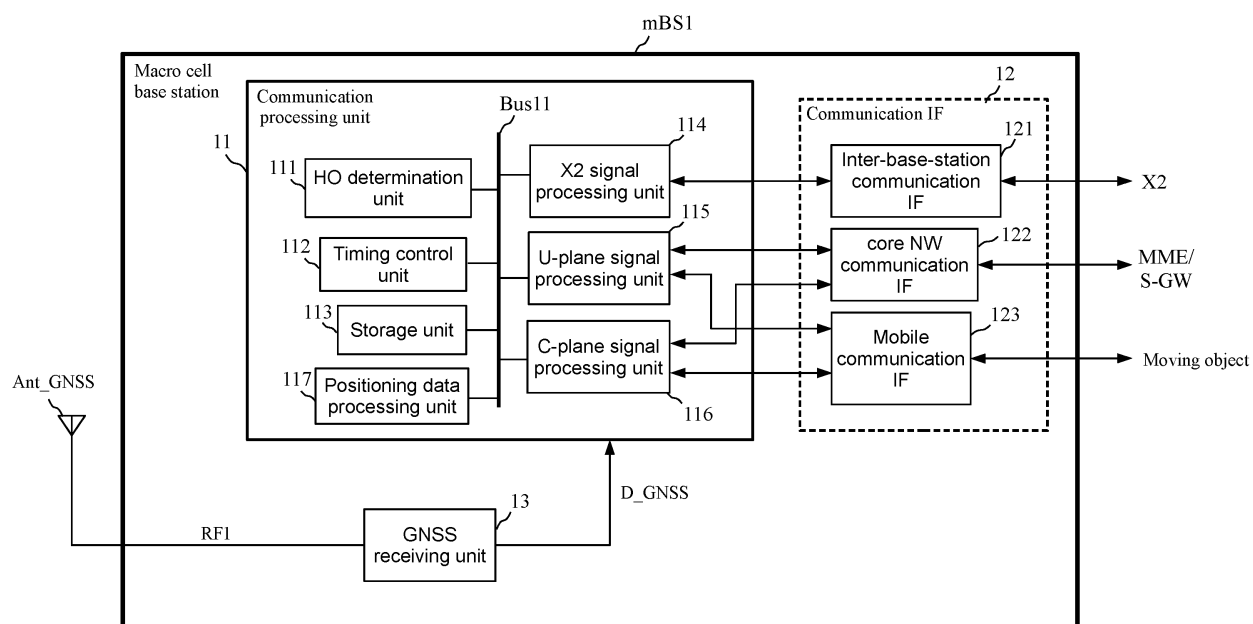 mBS1
Macro cell
base station
12
Communication
processing unit
Bus11
Communication IF
11
111
HO determination
unit
114
X2 signal
processing unit
121
Inter-base-station
communication
IF
X2
112
Timing control
unit
115
U-plane signal
processing unit
122
core NW
communication
IF
MME/
S-GW
113
Storage unit
123
C-plane signal
processing unit
116
Mobile
communication
IF
Moving object
117
Positioning data
processing unit
Ant_GNSS
D_GNSS
13
RF1
GNSS
receiving unit